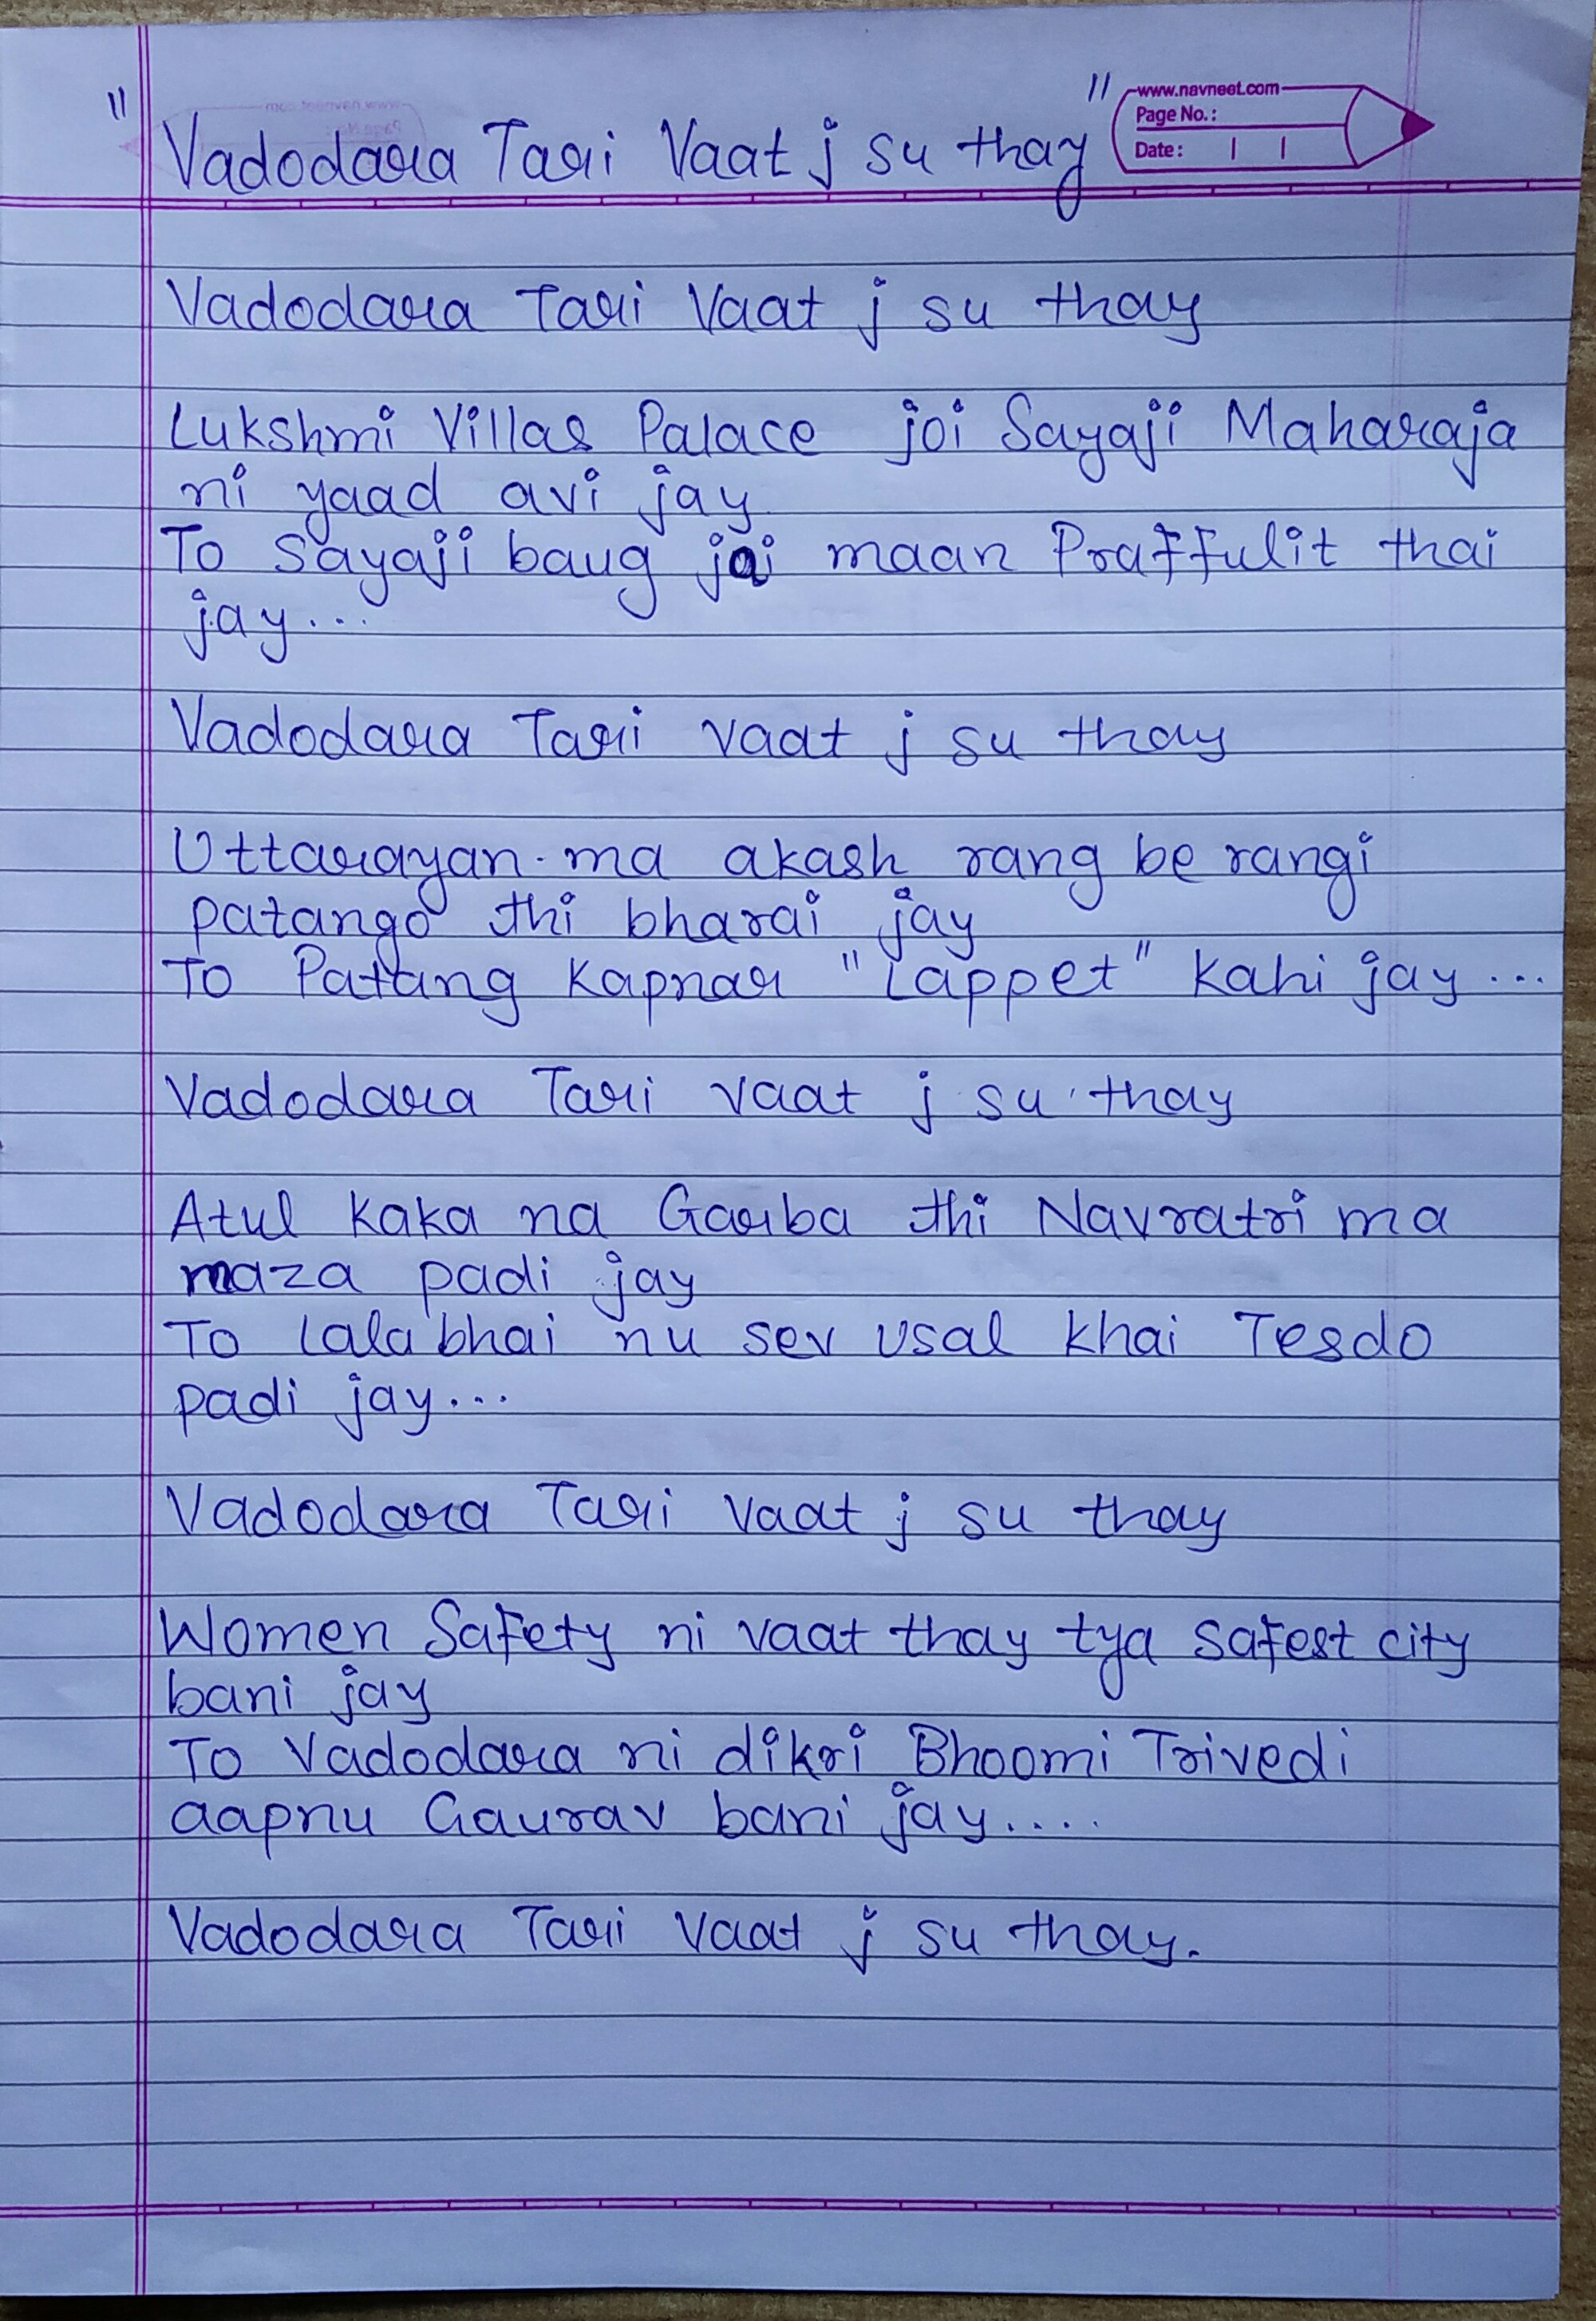 " Vadodara Tari Vaat j su thay "
www.navneet.com
Page No.:
Date:
Vadodara Tari Vaat j su thay
Lukshmi Villas Palace joi Sayaji Maharaja
ni yaad avi jay
To Sayaji baug jai maan Praffulit thai
jay...
Vadodara Tari vaat j su thay
Uttarayan ma akash rang be rangi
patango thi bharai jay
To Patang kapnar "Lappet" kahi jay ...
Vadodara Tari vaat j su thay
Atul kaka na Garba thi Navratri ma
maza padi jay
To lala bhai nu sev usal khai Tesdo
padi jay...
Vadodara Tari vaat j su thay
Women Safety ni vaat thay tya safest city
bani jay
To Vadodara ni dikri Bhoomi Trivedi
aapnu Gaurav bani jay....
Vadodara Tari Vaat j su thay.